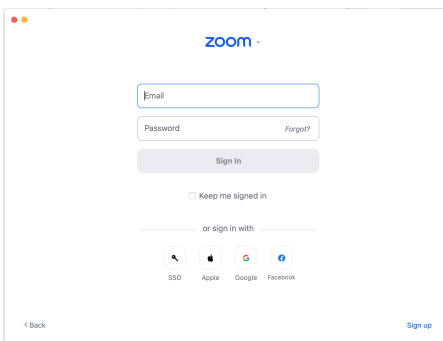 zoom
Email
Password Forgot?
Sign In
Keep me signed in
or sign in with
SSO Apple Google Facebook
< Back Sign up